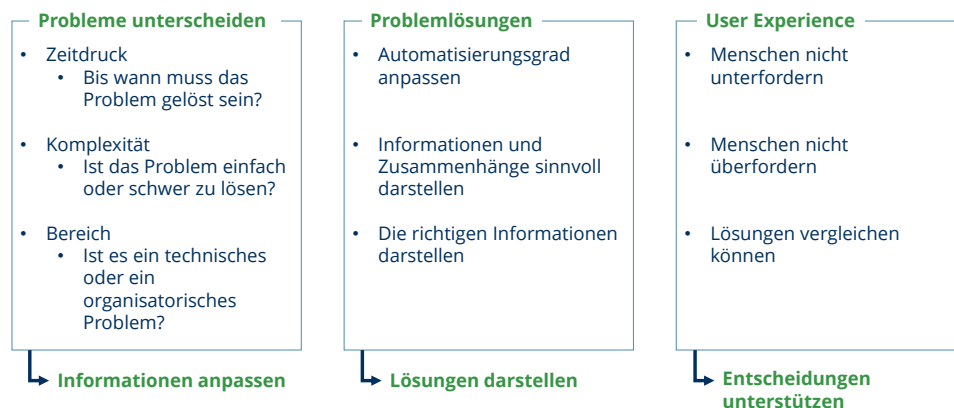 Probleme unterscheiden
• Zeitdruck
• Bis wann muss das
Problem gelöst sein?
• Komplexität
• Ist das Problem einfach
oder schwer zu lösen?
• Bereich
• Ist es ein technisches
oder ein
organisatorisches
Problem?
Informationen anpassen
Problemlösungen
• Automatisierungsgrad
anpassen
• Informationen und
Zusammenhänge sinnvoll
darstellen
• Die richtigen Informationen
darstellen
Lösungen darstellen
User Experience
• Menschen nicht
unterfordern
• Menschen nicht
überfordern
• Lösungen vergleichen
können
Entscheidungen
unterstützen